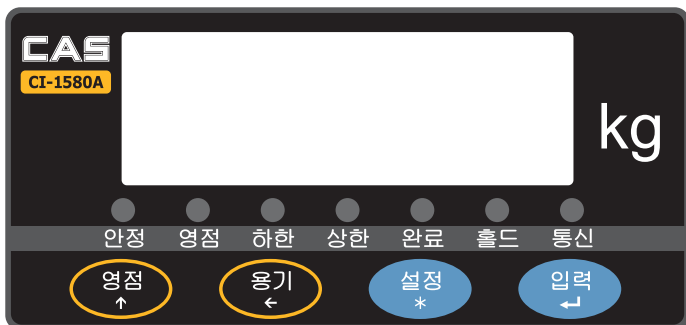 CAS
CI-1580A
kg
안정 영점 하한 상한 완료 홀드 통신
영점 용기 설정 입력
↑ ← * ↵